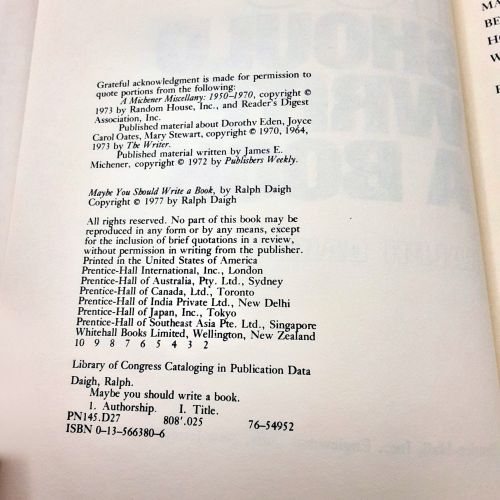 Grateful acknowledgment is made for permission to
quote portions from the following:
A Michener Miscellany: 1950–1970, copyright ©
1973 by Random House, Inc., and Reader's Digest
Association, Inc.
Published material about Dorothy Eden, Joyce
Carol Oates, Mary Stewart, copyright © 1970, 1964,
1973 by The Writer.
Published material written by James E.
Michener, copyright © 1972 by Publishers Weekly.
Maybe You Should Write a Book, by Ralph Daigh
Copyright © 1977 by Ralph Daigh
All rights reserved. No part of this book may be
reproduced in any form or by any means, except
for the inclusion of brief quotations in a review,
without permission in writing from the publisher.
Printed in the United States of America
Prentice-Hall International, Inc., London
Prentice-Hall of Australia, Pty. Ltd., Sydney
Prentice-Hall of Canada, Ltd., Toronto
Prentice-Hall of India Private Ltd., New Delhi
Prentice-Hall of Japan, Inc., Tokyo
Prentice-Hall of Southeast Asia Pte. Ltd., Singapore
Whitehall Books Limited, Wellington, New Zealand
10 9 8 7 6 5 4 3 2
Library of Congress Cataloging in Publication Data
Daigh, Ralph.
Maybe you should write a book.
1. Authorship. I. Title.
PN145.D27 808'.025 76-54952
ISBN 0-13-566380-6